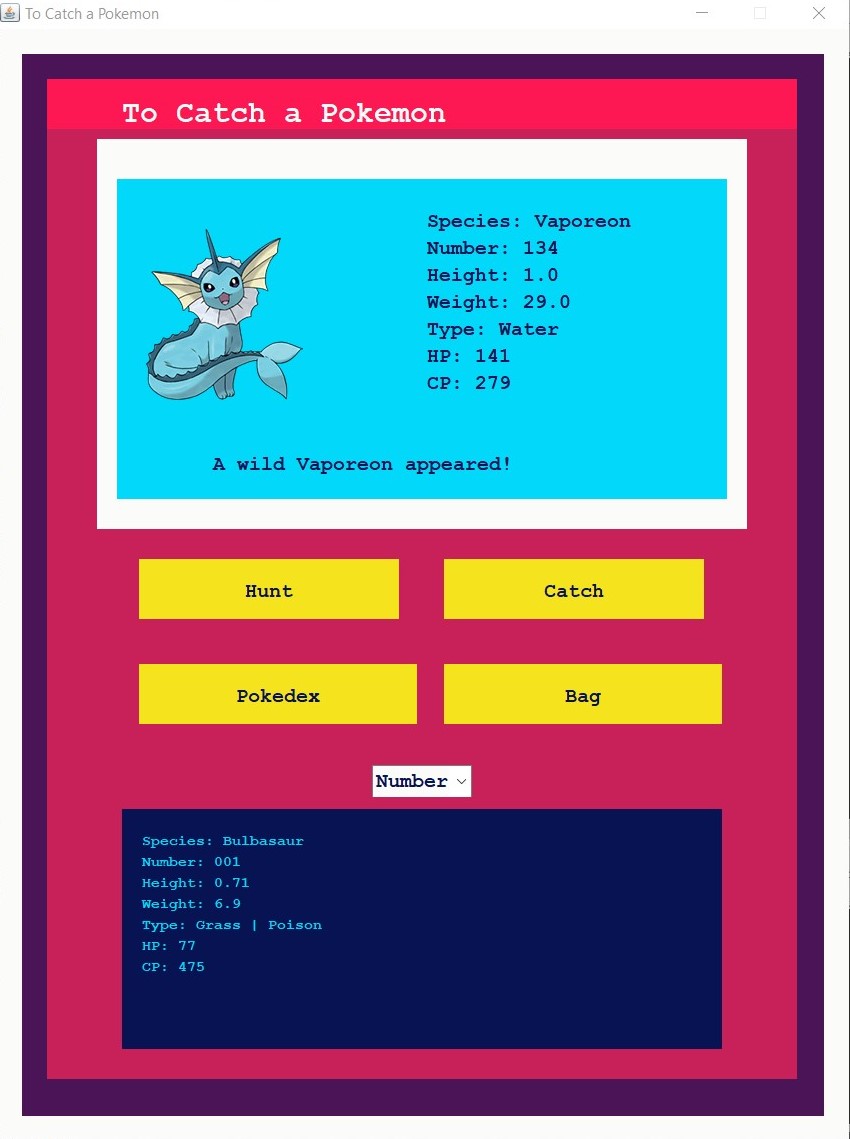 To Catch a Pokemon
To Catch a Pokemon
Species: Vaporeon
Number: 134
Height: 1.0
Weight: 29.0
Type: Water
HP: 141
CP: 279
A wild Vaporeon appeared!
Hunt
Catch
Pokedex
Bag
Number
Species: Bulbasaur
Number: 001
Height: 0.71
Weight: 6.9
Type: Grass | Poison
HP: 77
CP: 475